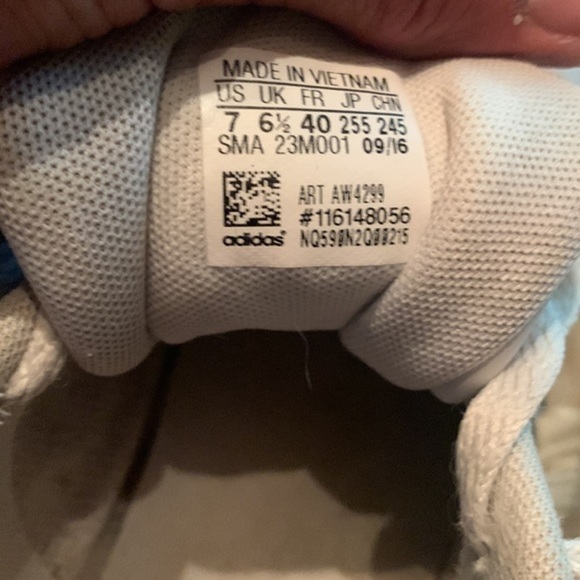 MADE IN VIETNAM
US UK FR JP CHN
7 6½ 40 255 245
SMA 23M001 09/16
ART AW4299
#116148056
adidas® NQ590N2Q00215